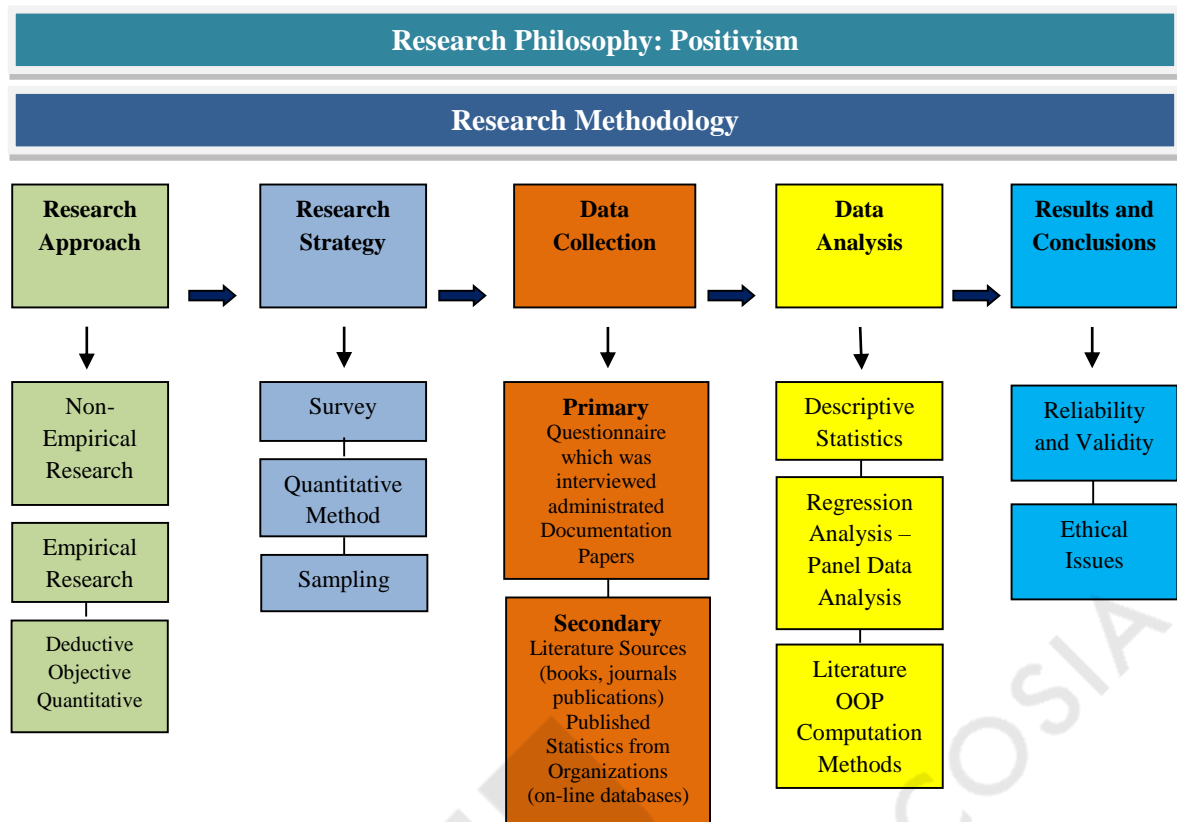 Research Philosophy: Positivism
Research Methodology
Research
Approach
Research
Strategy
Data
Collection
Data
Analysis
Results and
Conclusions
Non-
Empirical
Research
Empirical
Research
Deductive
Objective
Quantitative
Survey
Quantitative
Method
Sampling
Primary
Questionnaire
which was
interviewed
administrated
Documentation
Papers
Secondary
Literature Sources
(books, journals
publications)
Published
Statistics from
Organizations
(on-line databases)
Descriptive
Statistics
Regression
Analysis –
Panel Data
Analysis
Literature
OOP
Computation
Methods
Reliability
and Validity
Ethical
Issues